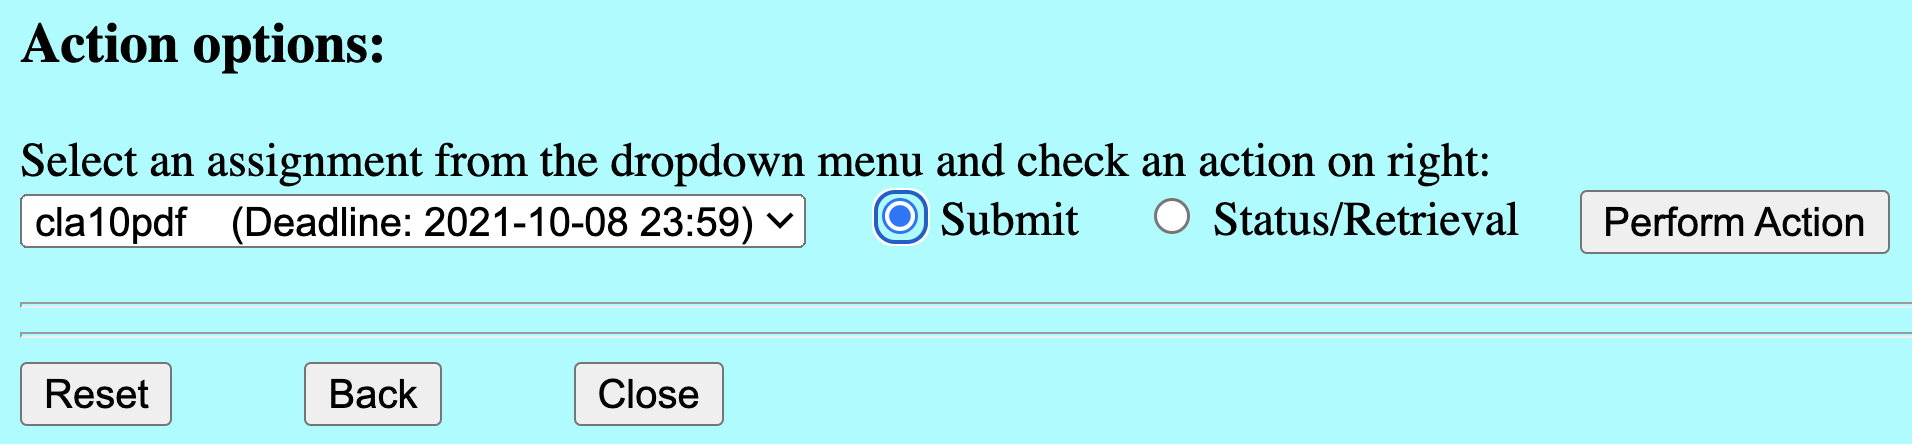 Action options:
Select an assignment from the dropdown menu and check an action on right:
cla10pdf (Deadline: 2021-10-08 23:59) Submit Status/Retrieval Perform Action
Reset Back Close